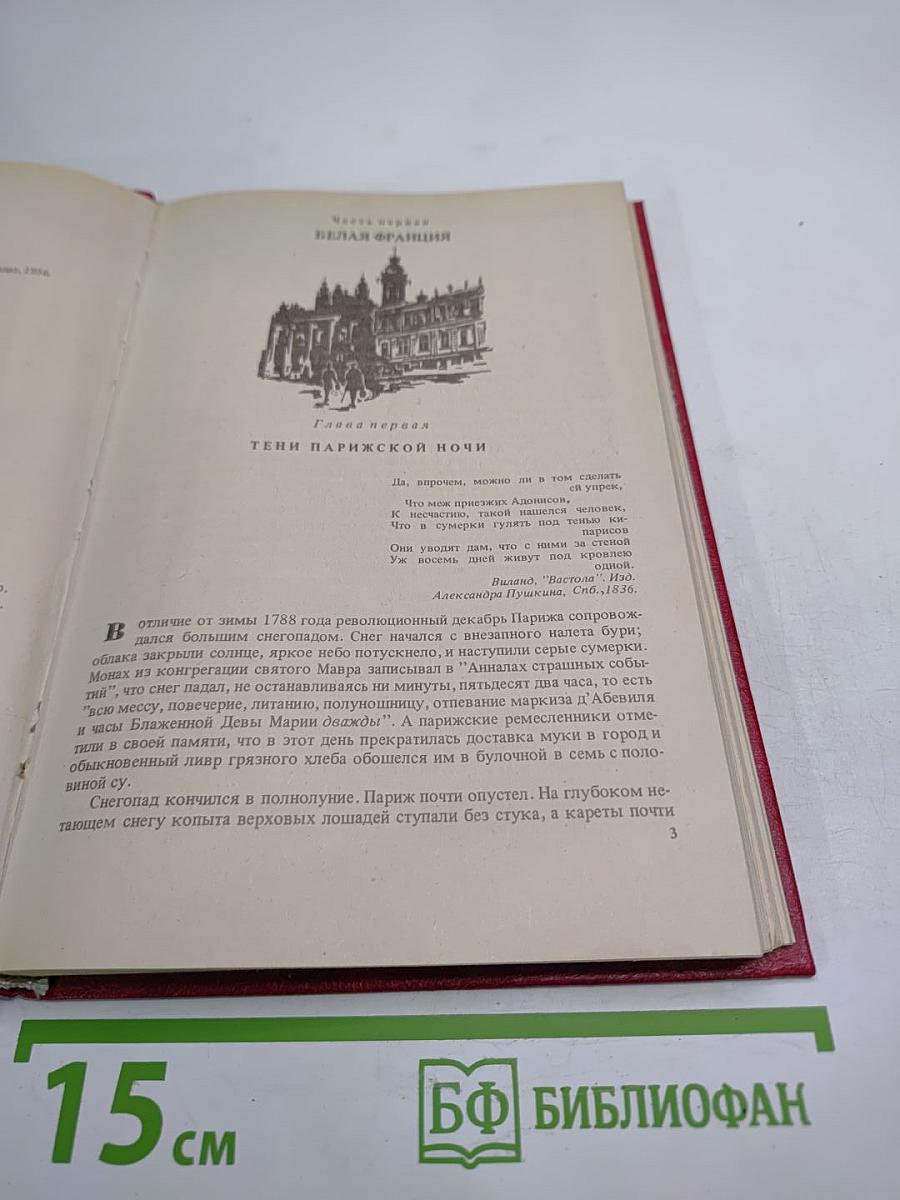 Часть первая
БЕЛАЯ ФРАНЦИЯ
Глава первая
ТЕНИ ПАРИЖСКОЙ НОЧИ
Да, впрочем, можно ли в том сделать
ей упрек,
Что меж приезжих Адонисов,
К несчастию, такой нашелся человек,
Что в сумерки гулять под тенью ки-
парисов
Они уводят дам, что с ними за стеной
Уж восемь дней живут под кровлею
одной.
Виланд, "Вастола". Изд.
Александра Пушкина, Спб.,1836.
В отличие от зимы 1788 года революционный декабрь Парижа сопровож-
дался большим снегопадом. Снег начался с внезапного налета бури;
облака закрыли солнце, яркое небо потускнело, и наступили серые сумерки.
Монах из конгрегации святого Мавра записывал в "Анналах страшных собы-
тий", что снег падал, не останавливаясь ни минуты, пятьдесят два часа, то есть
"всю мессу, повечерие, литанию, полуношницу, отпевание маркиза д'Абевиля
и часы Блаженной Девы Марии дважды". А парижские ремесленники отме-
тили в своей памяти, что в этот день прекратилась доставка муки в город и
обыкновенный ливр грязного хлеба обошелся им в булочной в семь с поло-
виной су.
Снегопад кончился в полнолуние. Париж почти опустел. На глубоком не-
тающем снегу копыта верховых лошадей ступали без стука, а кареты почти
3
15 см
БФ БИБЛИОФАН